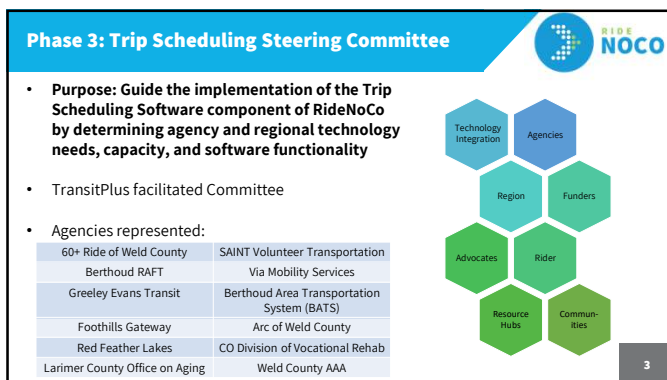 Phase 3: Trip Scheduling Steering Committee
RIDE
NOCO
• Purpose: Guide the implementation of the Trip
Scheduling Software component of RideNoCo
by determining agency and regional technology
needs, capacity, and software functionality
• TransitPlus facilitated Committee
• Agencies represented:
60+ Ride of Weld County
SAINT Volunteer Transportation
Berthoud RAFT
Via Mobility Services
Greeley Evans Transit
Berthoud Area Transportation
System (BATS)
Foothills Gateway
Arc of Weld County
Red Feather Lakes
CO Division of Vocational Rehab
Larimer County Office on Aging
Weld County AAA
Technology
Integration
Agencies
Region
Funders
Advocates
Rider
Resource
Hubs
Commun-
ities
3